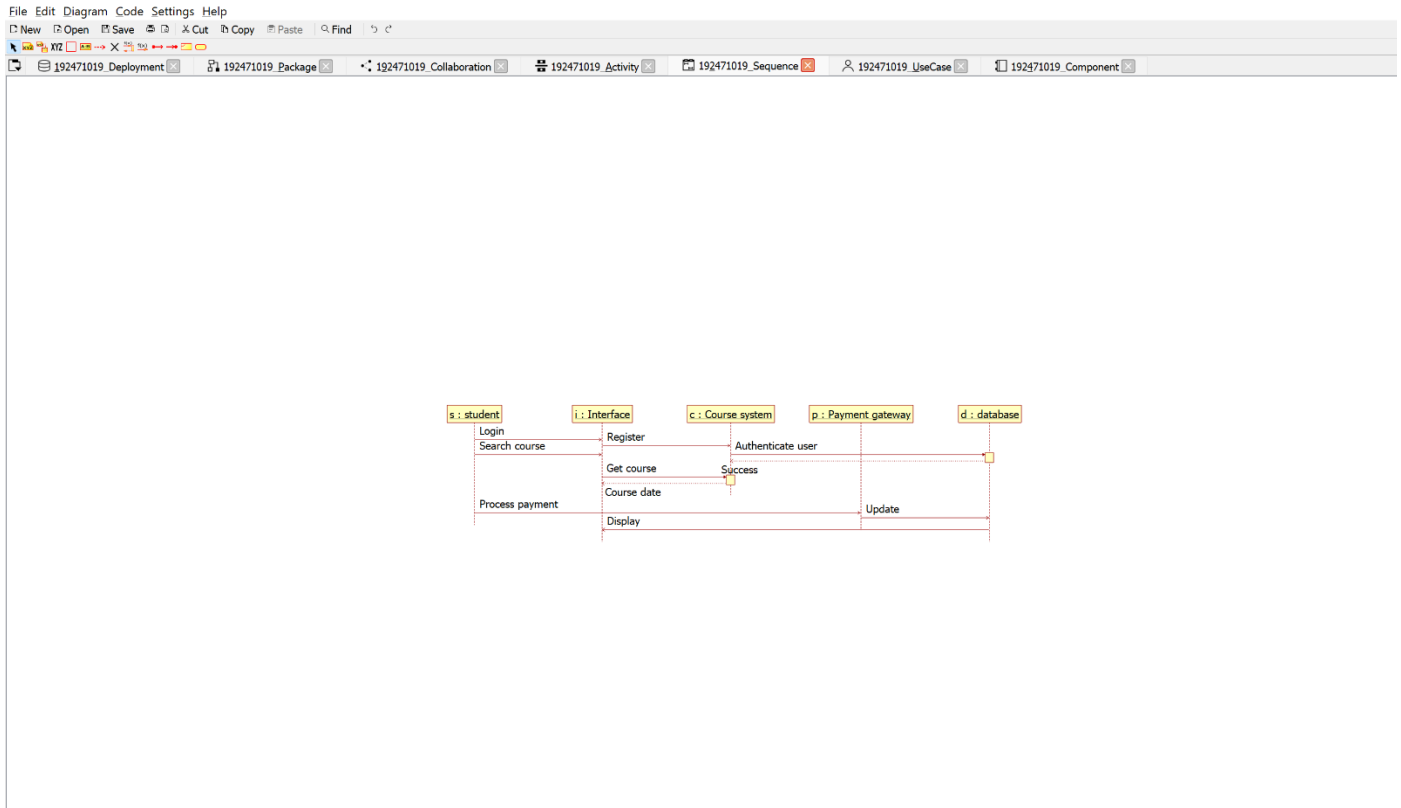 File Edit Diagram Code Settings Help
New Open Save Cut Copy Paste Find
XYZ
192471019_Deployment 192471019_Package 192471019_Collaboration 192471019_Activity 192471019_Sequence 192471019_UseCase 192471019_Component
s : student i : Interface c : Course system p : Payment gateway d : database
Login
Register
Search course
Authenticate user
Get course
Success
Course date
Process payment
Update
Display